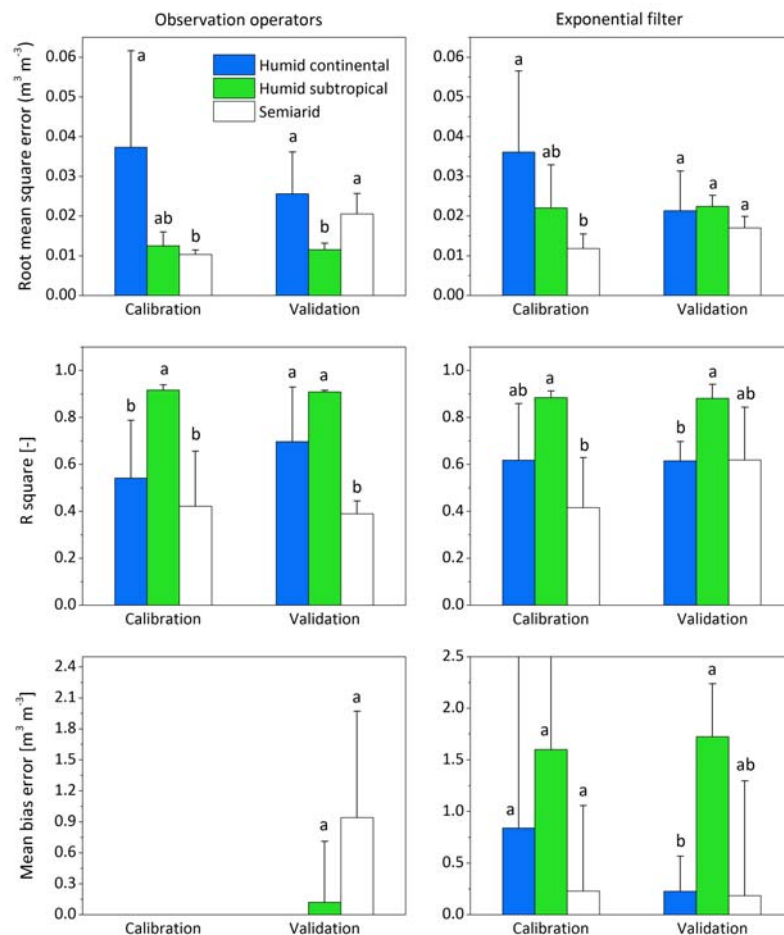 Observation operators
Exponential filter
Root mean square error (m³ m⁻³)
0.06
0.05
0.04
0.03
0.02
0.01
0.00
a
ab
b
a
b
a
Humid continental
Humid subtropical
Semiarid
Calibration
Validation
0.06
0.05
0.04
0.03
0.02
0.01
0.00
a
ab
b
a
a
a
Calibration
Validation
R square [-]
1.0
0.8
0.6
0.4
0.2
0.0
b
a
b
a
a
b
Calibration
Validation
1.0
0.8
0.6
0.4
0.2
0.0
ab
a
b
b
a
ab
Calibration
Validation
Mean bias error [m³ m⁻³]
2.4
2.1
1.8
1.5
1.2
0.9
0.6
0.3
0.0
a
a
Calibration
Validation
2.5
2.0
1.5
1.0
0.5
0.0
a
a
a
b
a
ab
Calibration
Validation